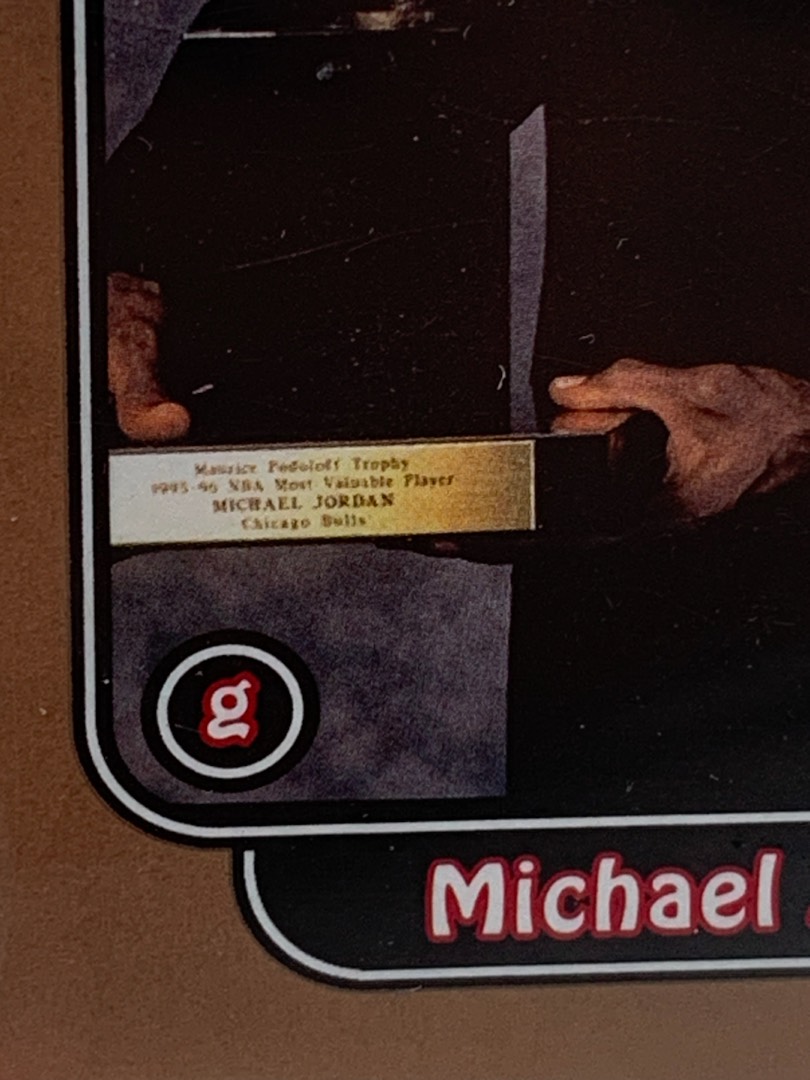 Maurice Podoloff Trophy
1995-96 NBA Most Valuable Player
MICHAEL JORDAN
Chicago Bulls
g
Michael